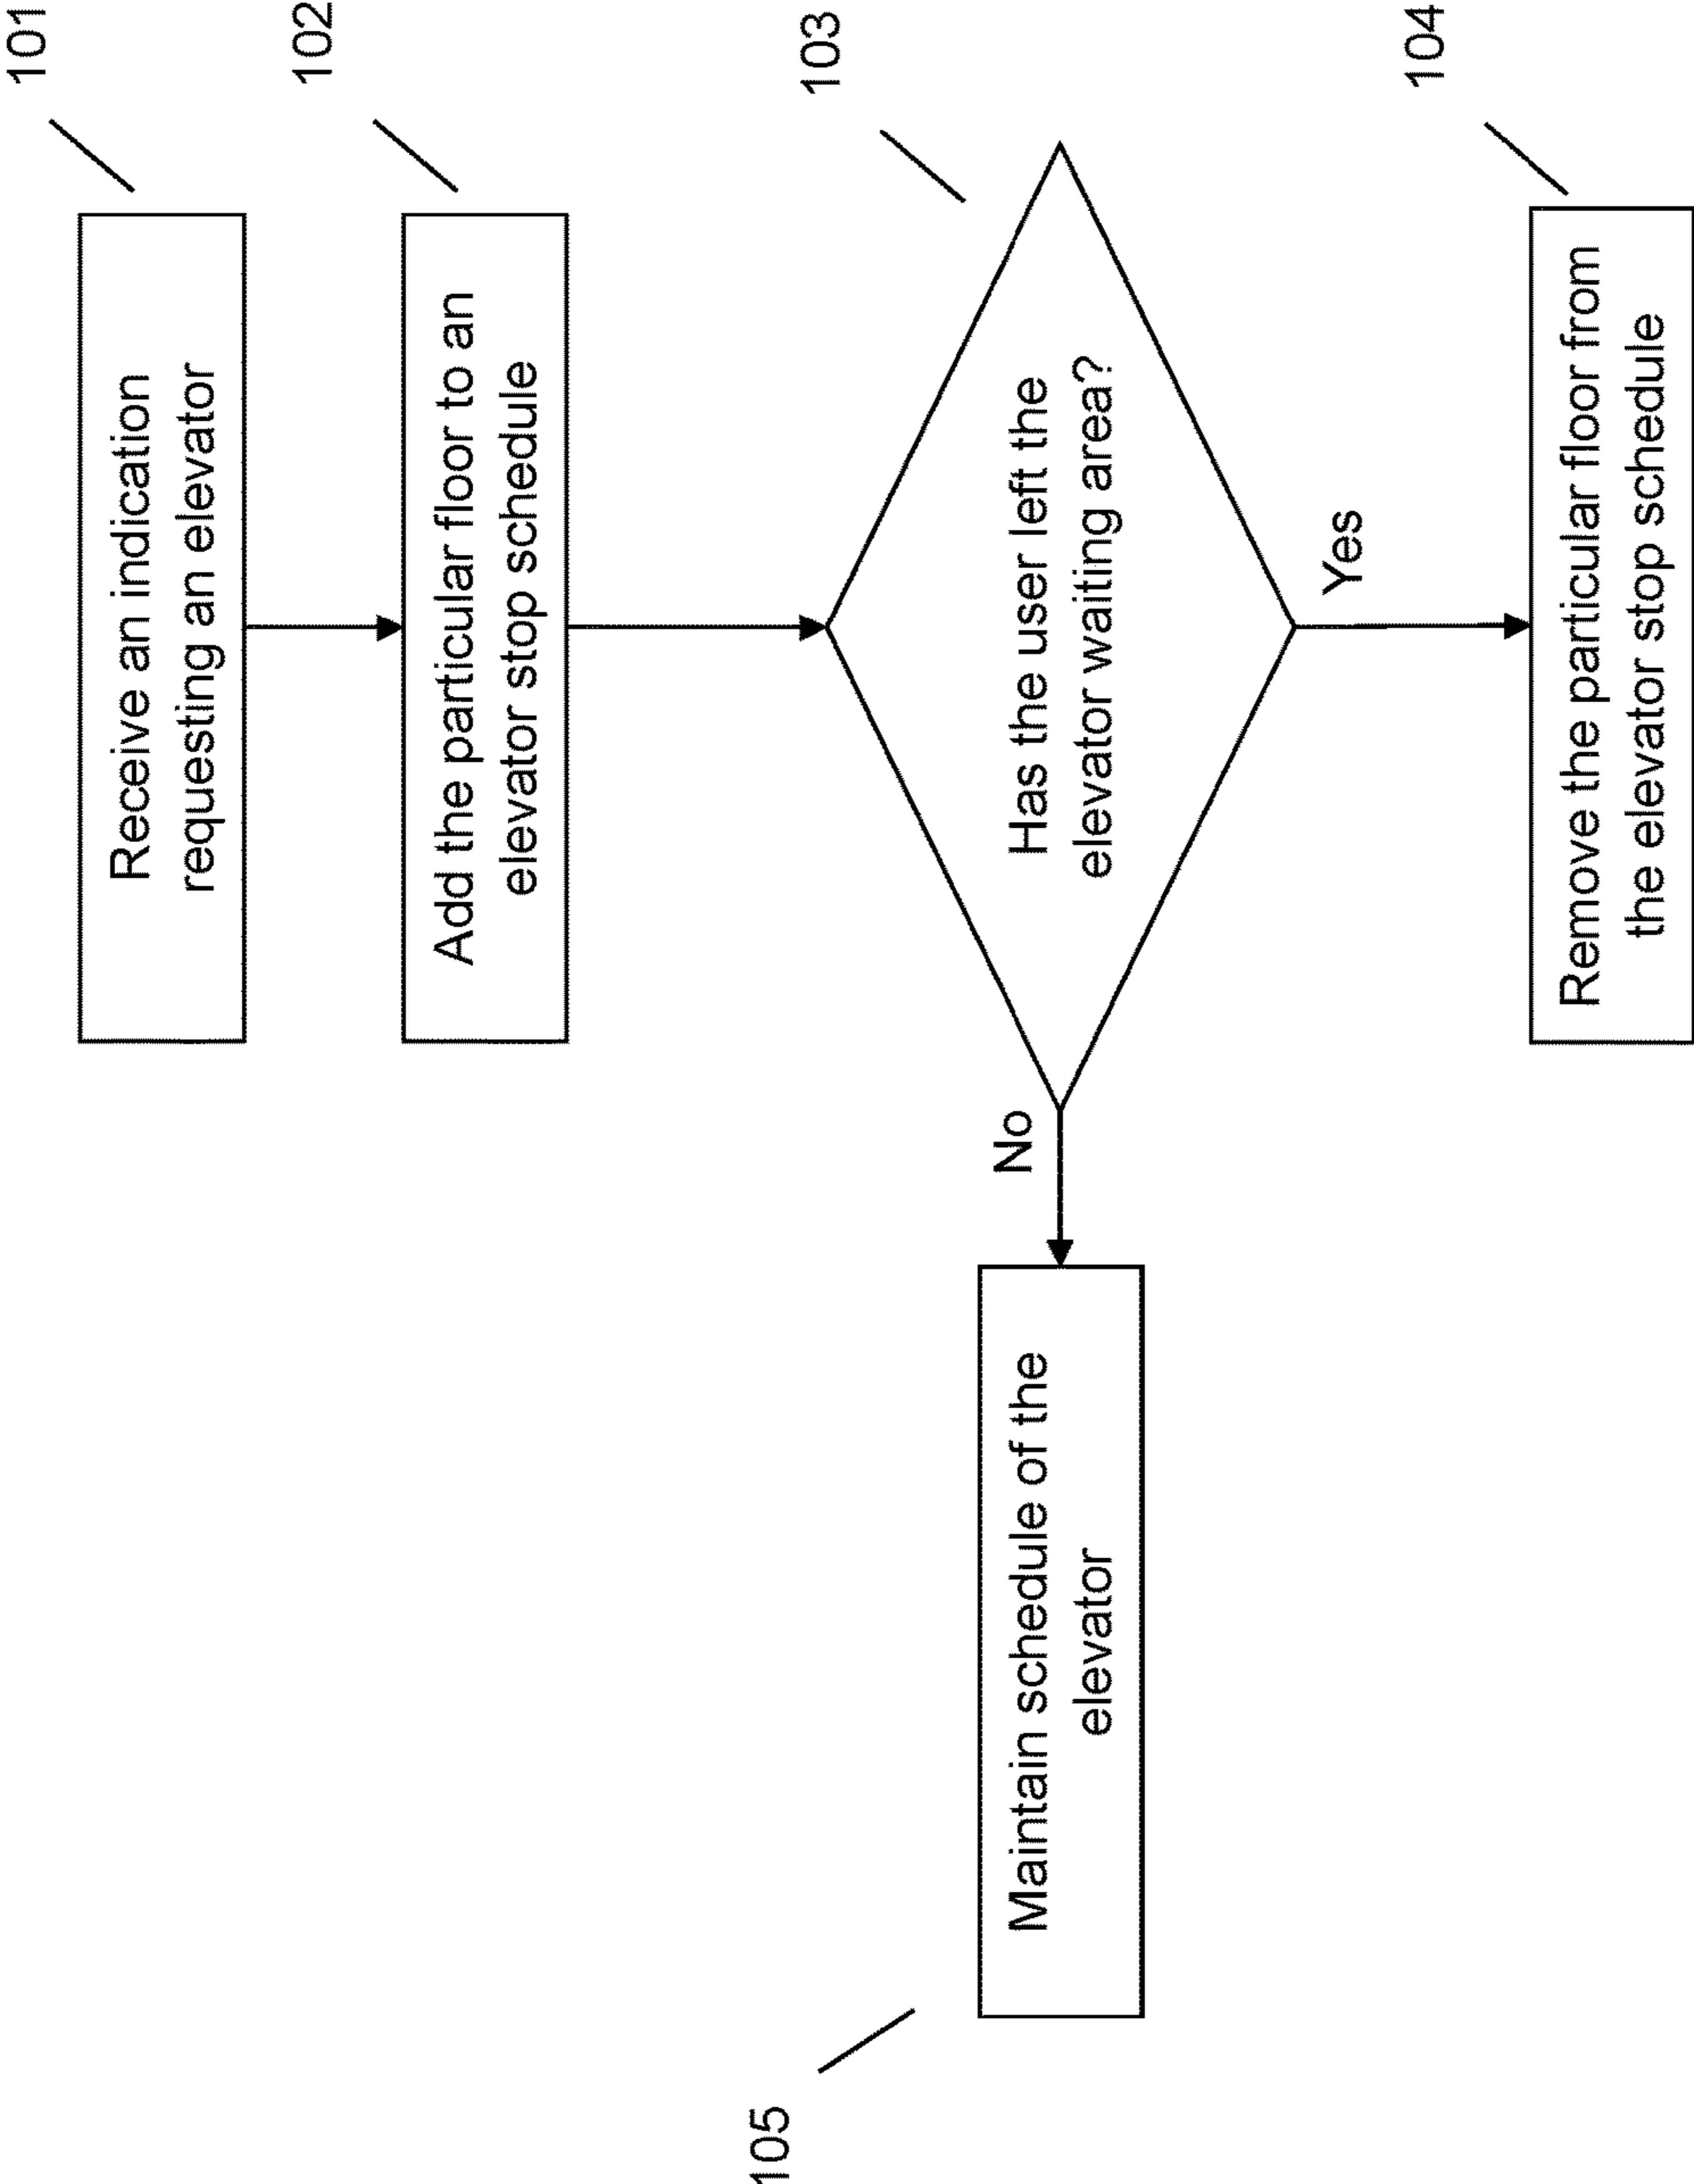 101
Receive an indication
requesting an elevator
102
Add the particular floor to an
elevator stop schedule
103
Has the user left the
elevator waiting area?
No
Yes
105
Maintain schedule of the
elevator
104
Remove the particular floor from
the elevator stop schedule